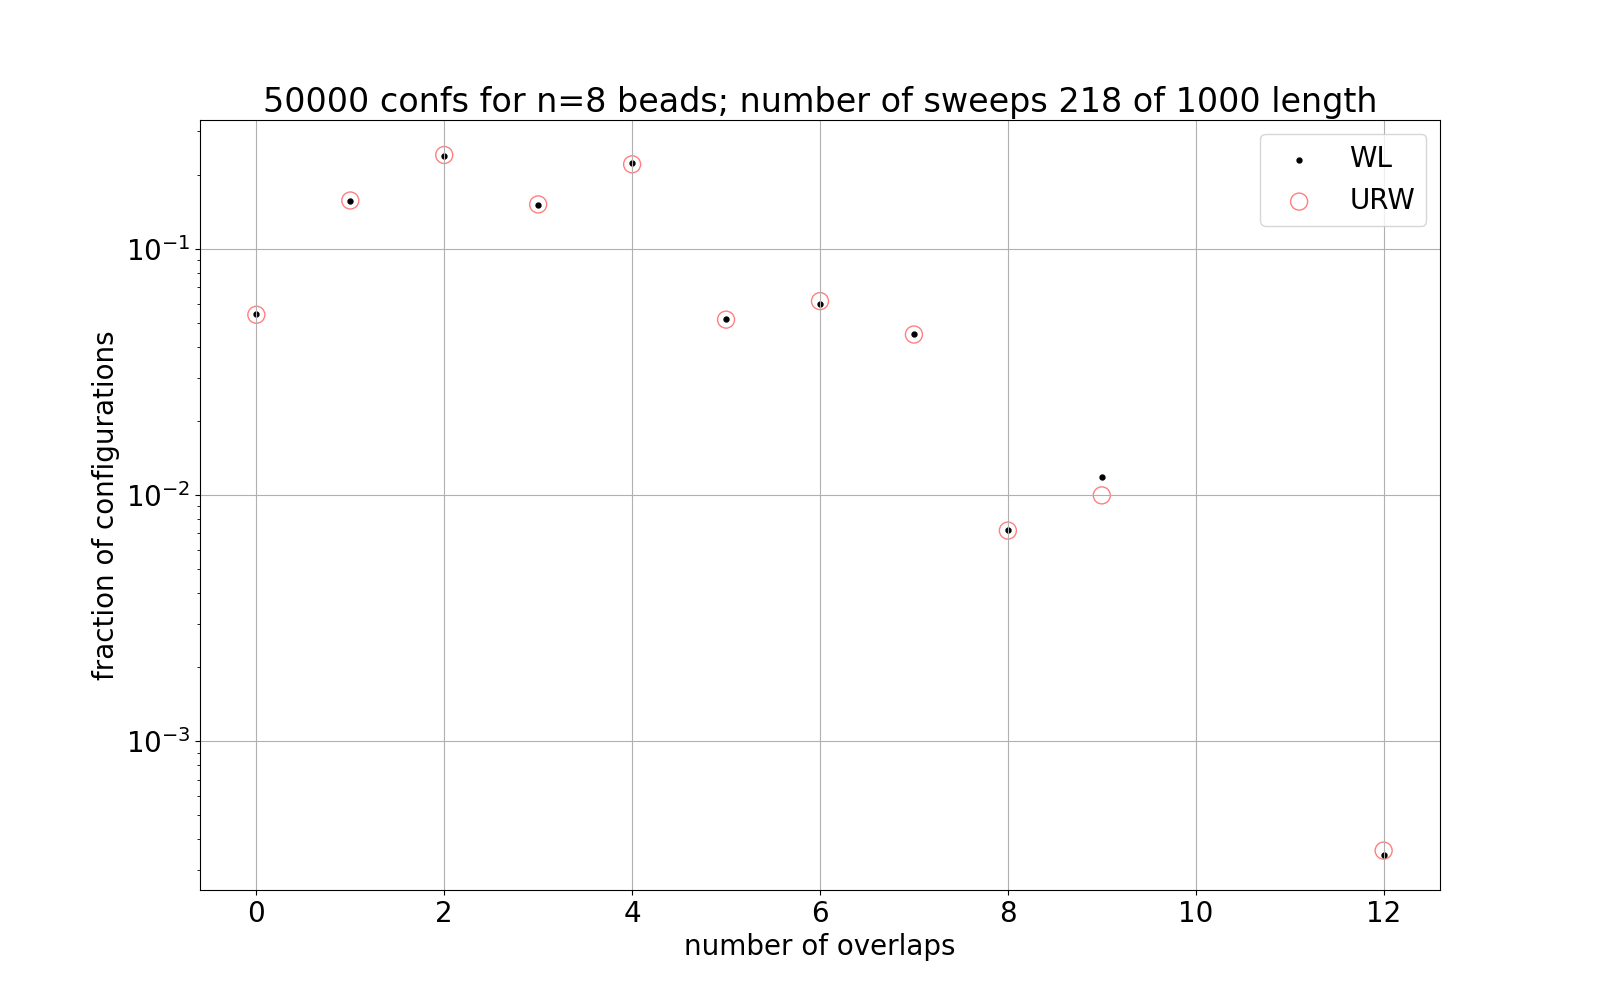 50000 confs for n=8 beads; number of sweeps 218 of 1000 length
WL
URW
10⁻¹
10⁻²
10⁻³
fraction of configurations
0 2 4 6 8 10 12
number of overlaps